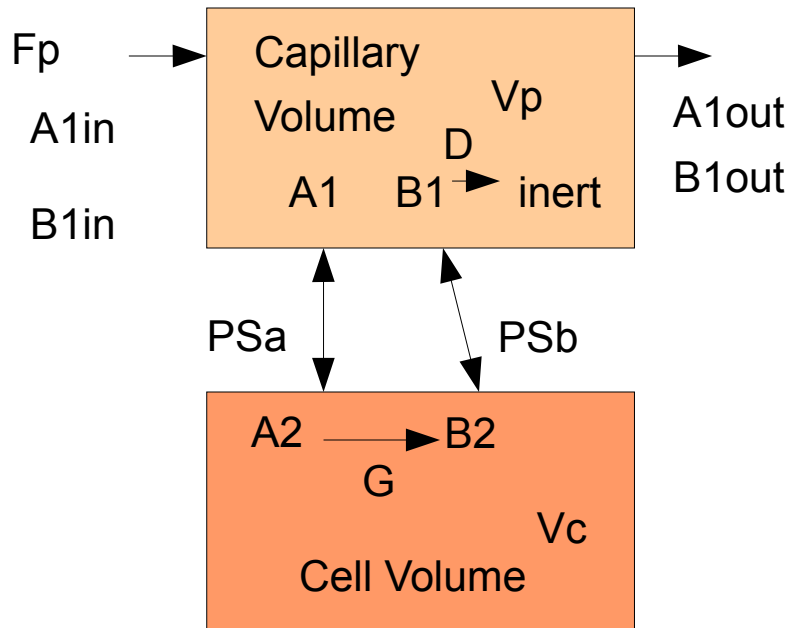 Fp
A1in
B1in
Capillary
Volume
Vp
D
A1
B1
inert
A1out
B1out
PSa
PSb
A2
B2
G
Vc
Cell Volume